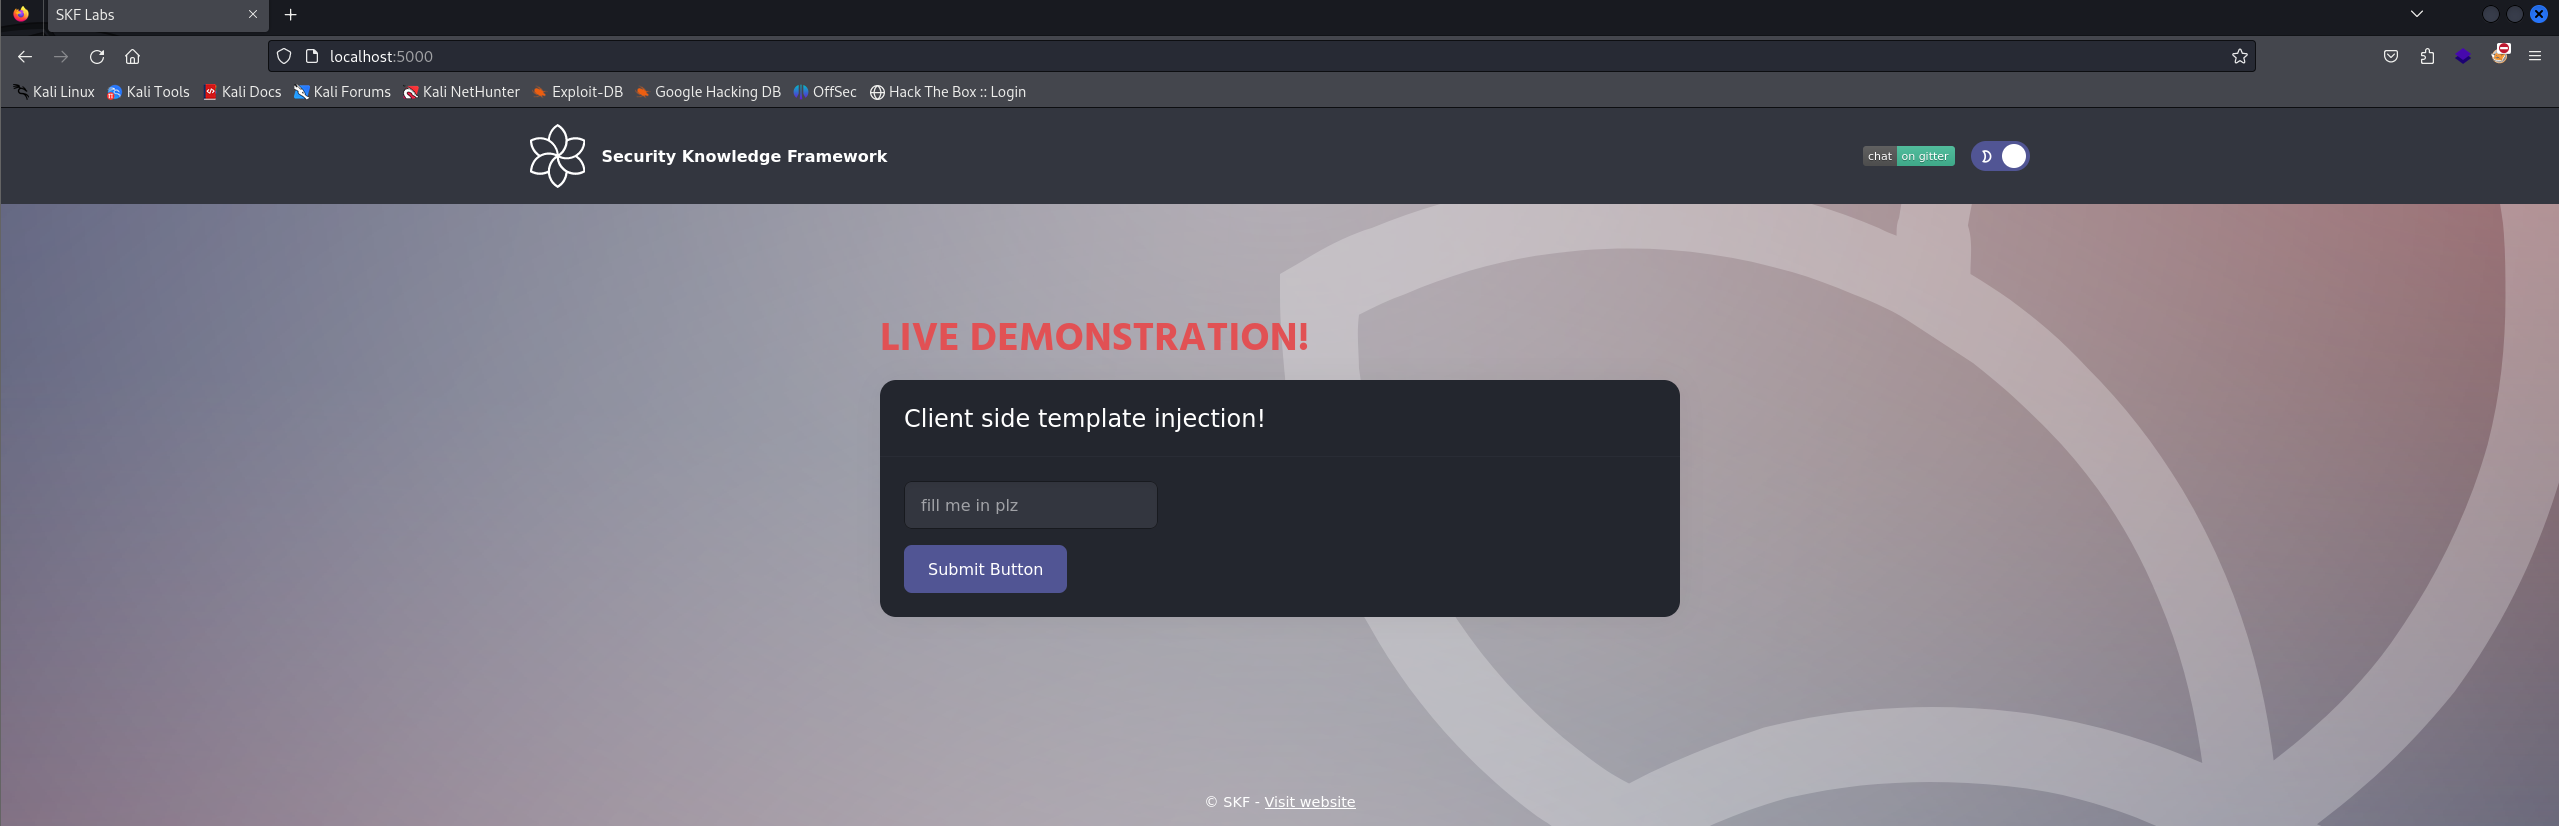 SKF Labs
localhost:5000
Kali Linux Kali Tools Kali Docs Kali Forums Kali NetHunter Exploit-DB Google Hacking DB OffSec Hack The Box :: Login
Security Knowledge Framework
chat on gitter
LIVE DEMONSTRATION!
Client side template injection!
fill me in plz
Submit Button
© SKF - Visit website